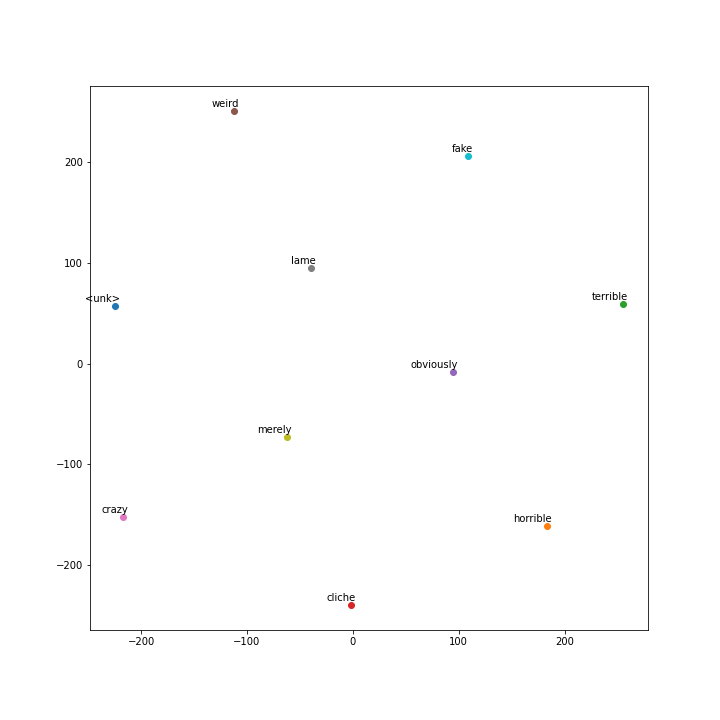 weird
fake
200
lame
100
<unk>
terrible
obviously
0
merely
−100
crazy
horrible
−200
cliche
−200
−100
0
100
200